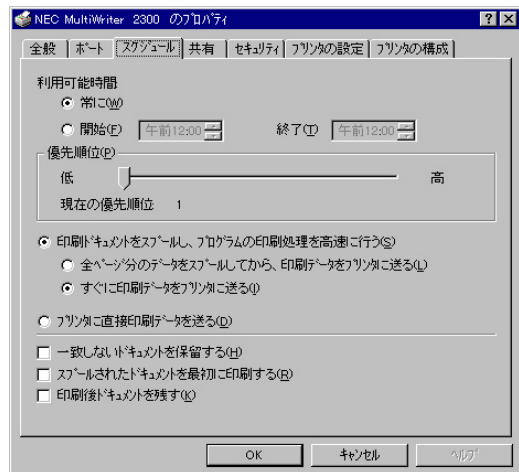 NEC MultiWriter 2300 のプロパティ
全般 ポート スケジュール 共有 セキュリティ プリンタの設定 プリンタの構成
利用可能時間
常に(W)
開始(F) 午前12:00 終了(T) 午前12:00
優先順位(P)
低 高
現在の優先順位 1
印刷ドキュメントをスプールし、プログラムの印刷処理を高速に行う(S)
全ページ分のデータをスプールしてから、印刷データをプリンタに送る(L)
すぐに印刷データをプリンタに送る(I)
プリンタに直接印刷データを送る(D)
一致しないドキュメントを保留する(H)
スプールされたドキュメントを最初に印刷する(R)
印刷後ドキュメントを残す(K)
OK キャンセル ヘルプ